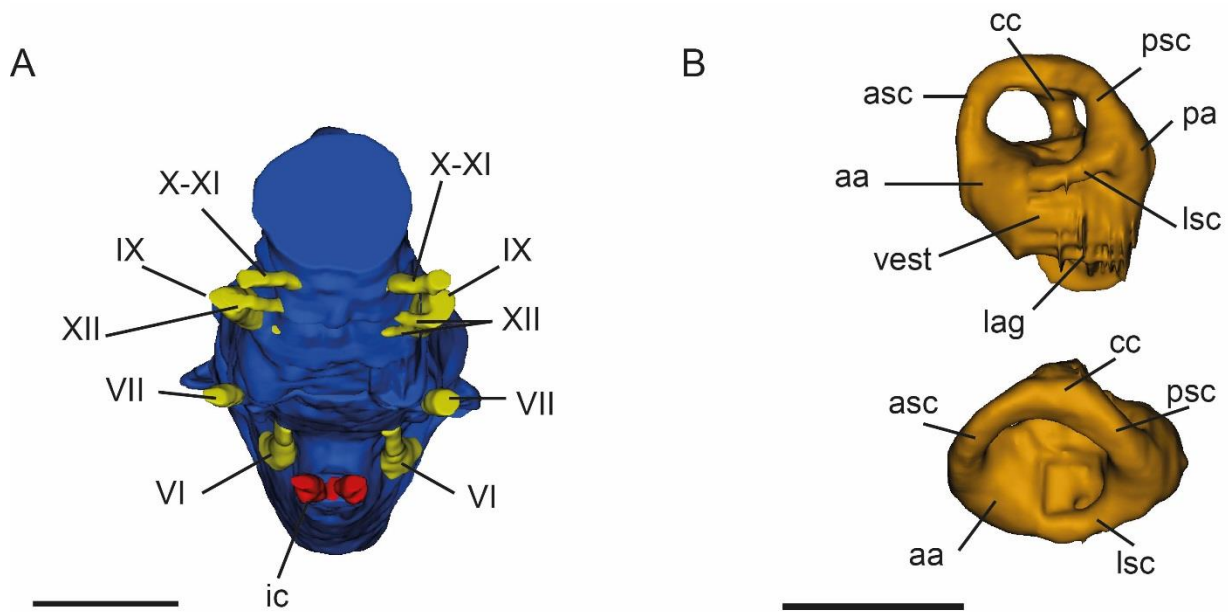 A
X-XI
X-XI
IX
IX
XII
XII
VII
VII
VI
VI
ic
B
cc
psc
asc
pa
aa
lsc
vest
lag
cc
psc
asc
aa
lsc